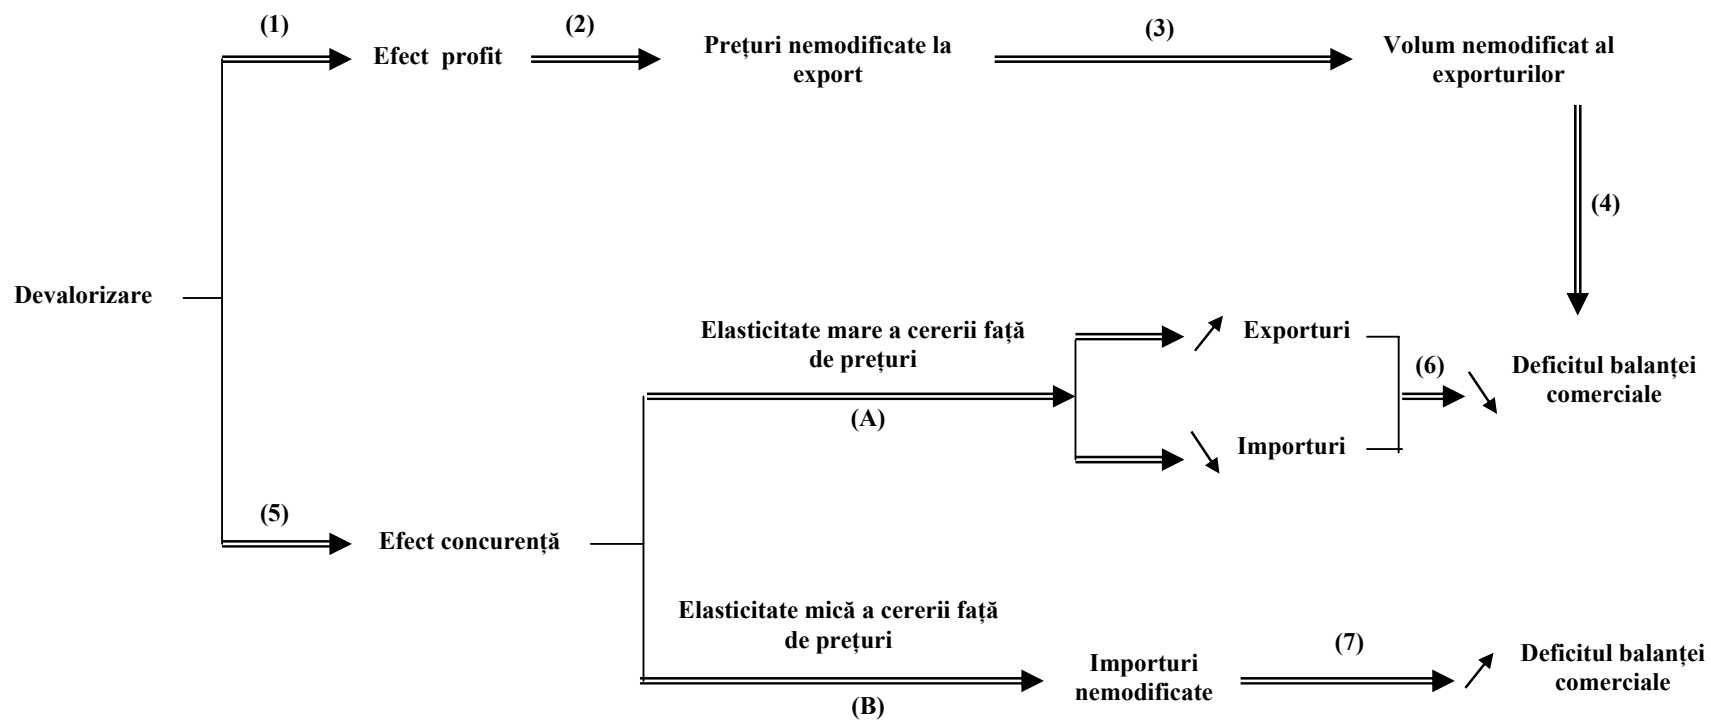 (1)
(2)
(3)
Efect profit
Prețuri nemodificate la
export
Volum nemodificat al
exporturilor
(4)
Devalorizare
Elasticitate mare a cererii față
de prețuri
(A)
Exporturi
Importuri
(6)
Deficitul balanței
comerciale
(5)
Efect concurență
Elasticitate mică a cererii față
de prețuri
(B)
Importuri
nemodificate
(7)
Deficitul balanței
comerciale